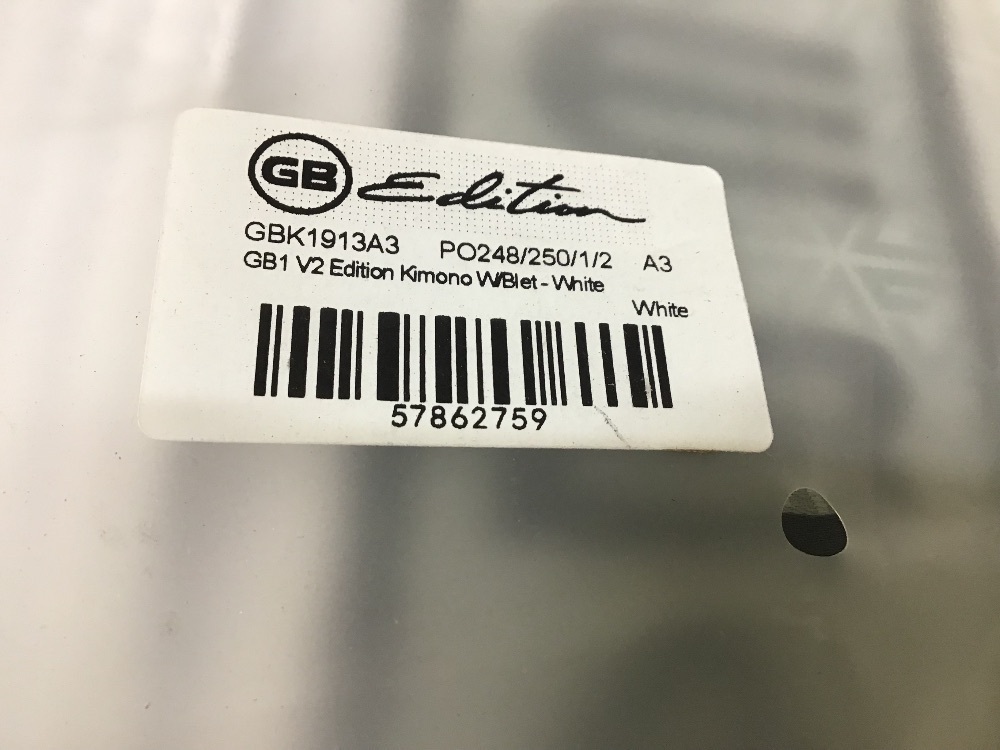 GB Edition
GBK1913A3 PO248/250/1/2 A3
GB1 V2 Edition Kimono W/Blet - White
White
57862759